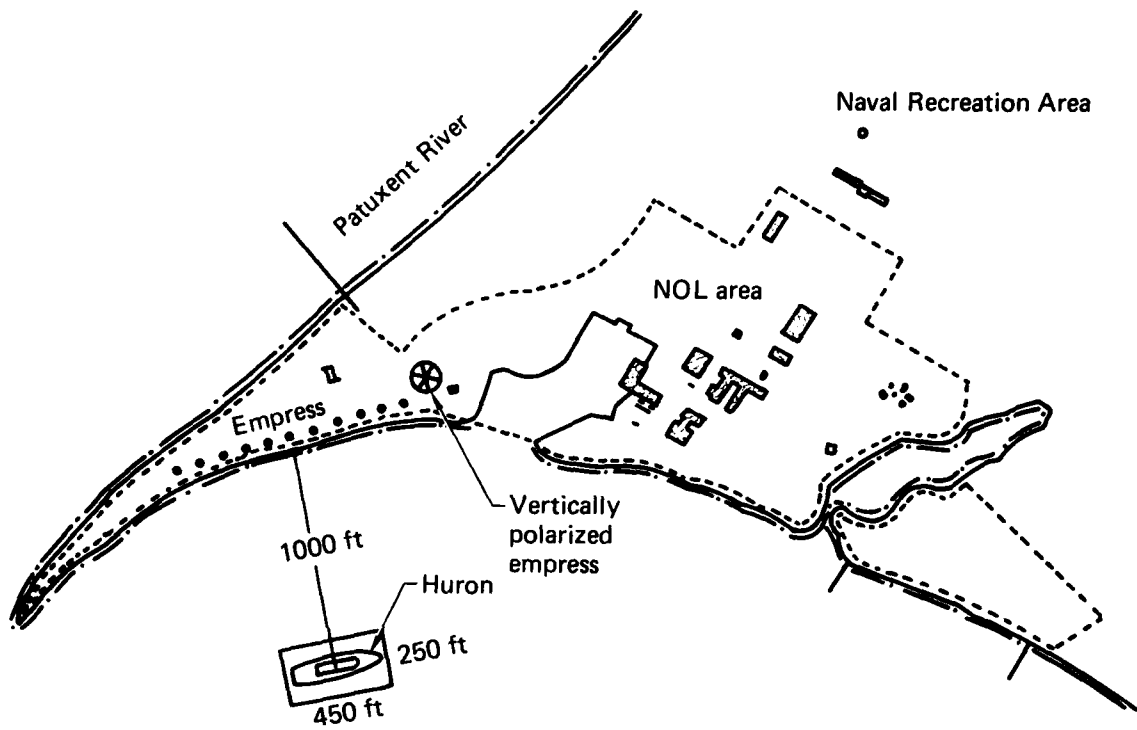 Naval Recreation Area
Patuxent River
NOL area
Empress
Vertically
polarized
empress
1000 ft
Huron
250 ft
450 ft